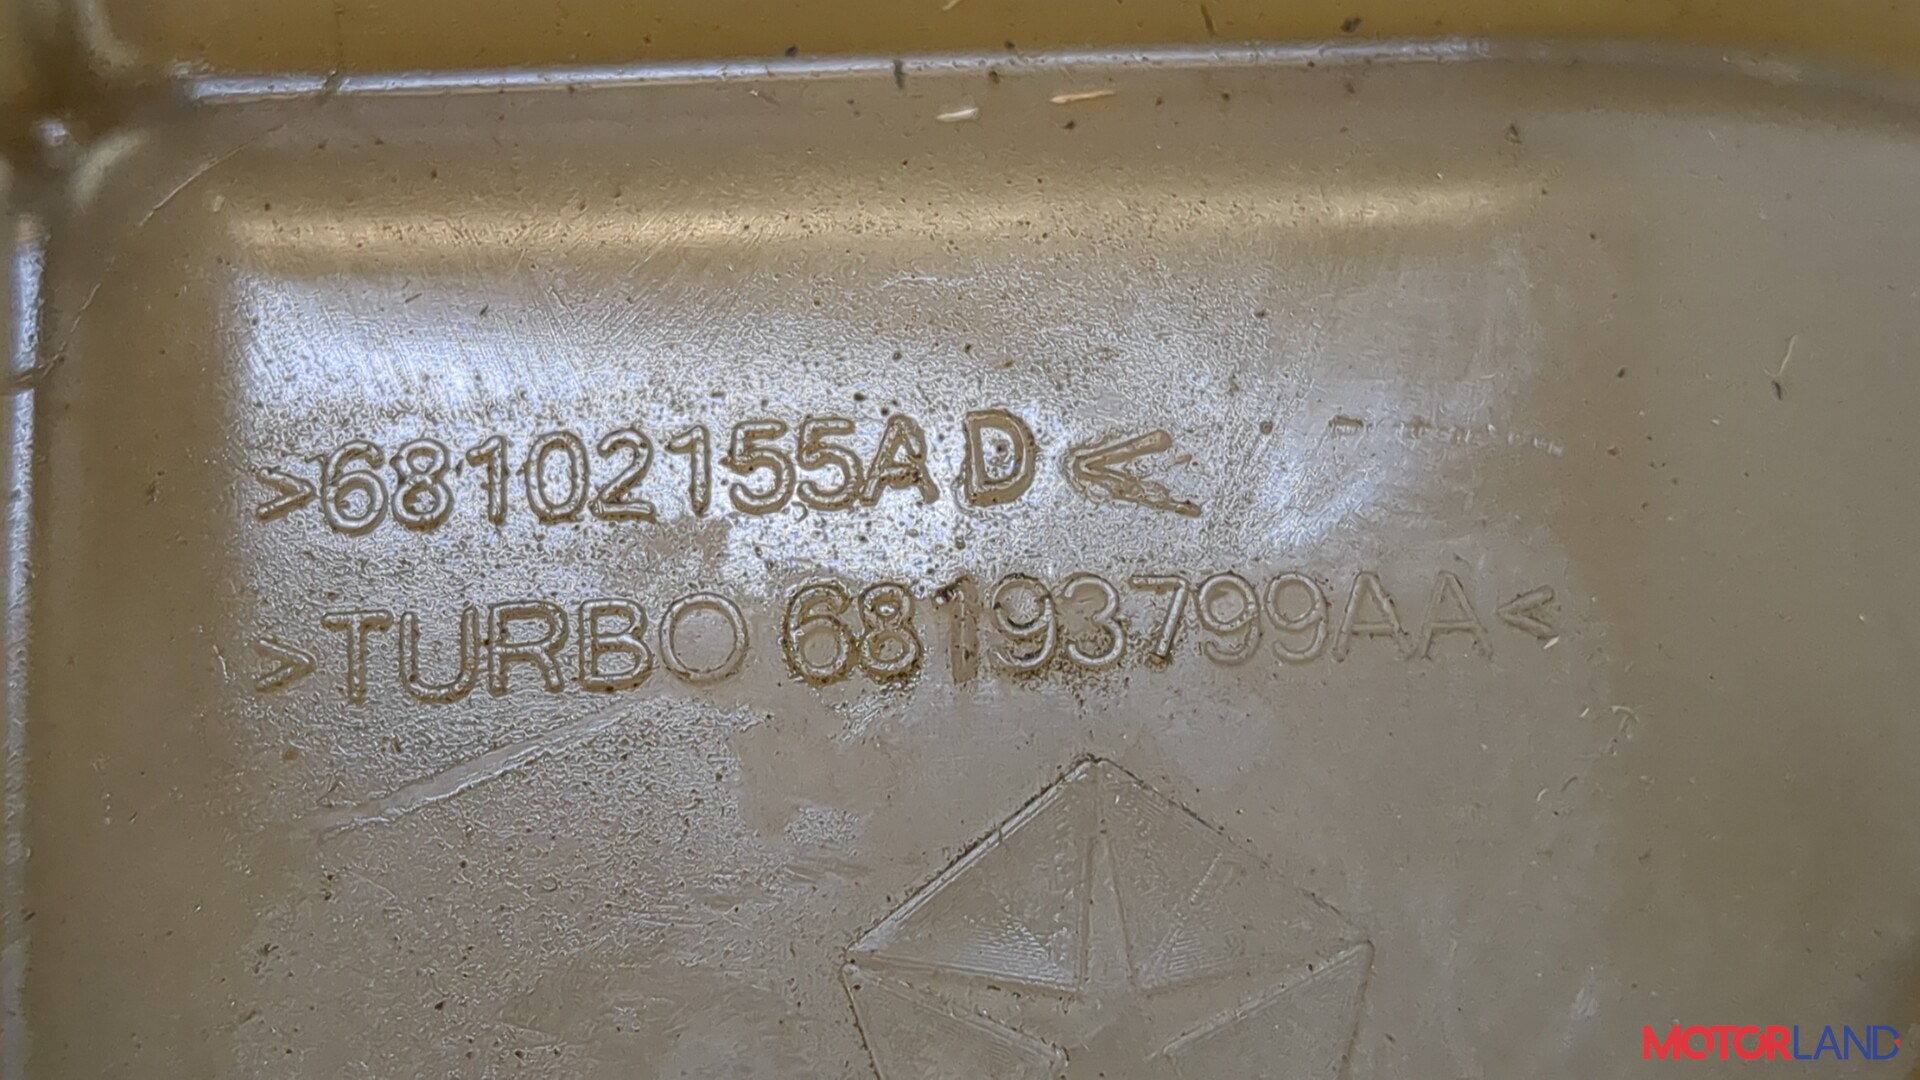 >68102155AD<
>TURBO 68193799AA<
MOTORLAND